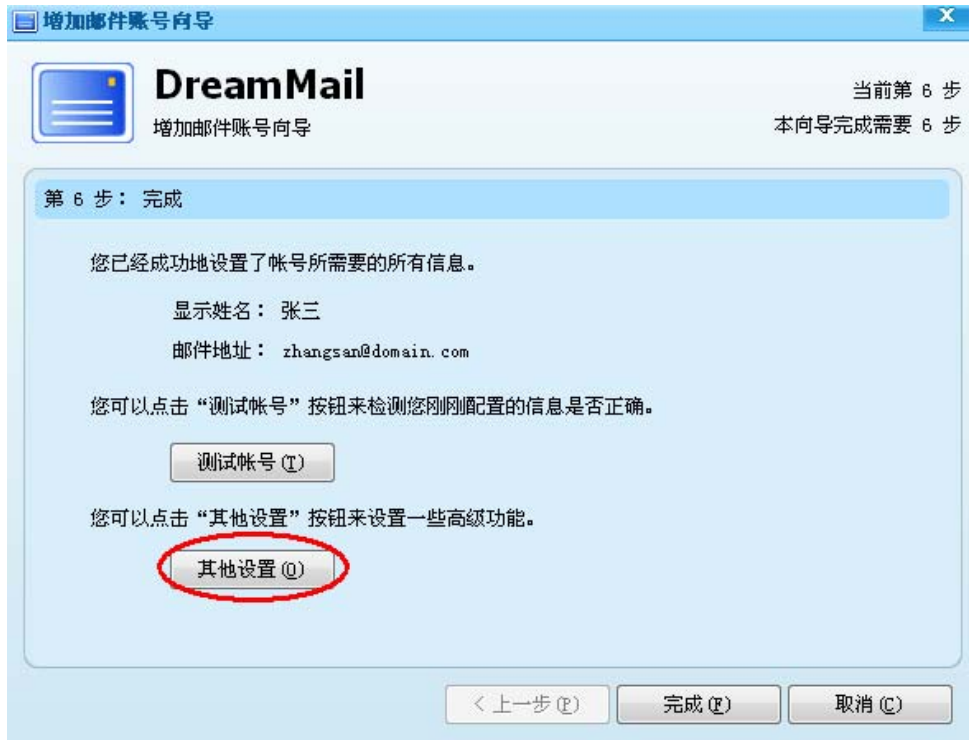 增加邮件账号向导
X
DreamMail
增加邮件账号向导
当前第 6 步
本向导完成需要 6 步
第 6 步： 完成
您已经成功地设置了帐号所需要的所有信息。
显示姓名： 张三
邮件地址： zhangsan@domain.com
您可以点击“测试帐号”按钮来检测您刚刚配置的信息是否正确。
测试帐号(T)
您可以点击“其他设置”按钮来设置一些高级功能。
其他设置(O)
<上一步(P)
完成(F)
取消(C)